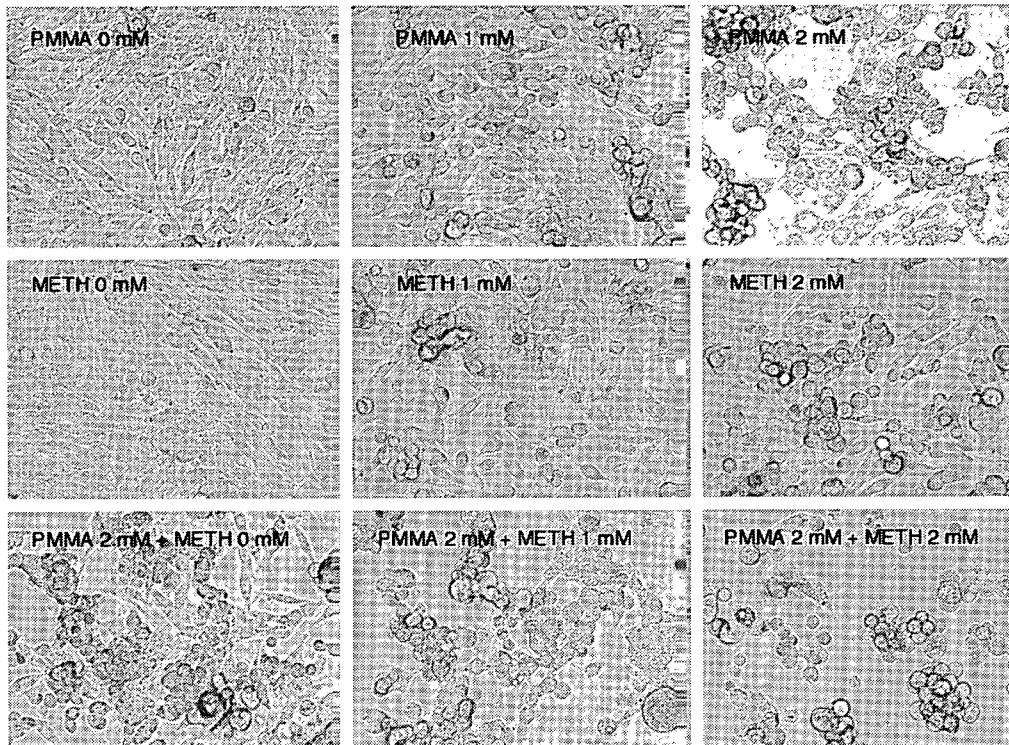 PMMA 0 mM
PMMA 1 mM
PMMA 2 mM
METH 0 mM
METH 1 mM
METH 2 mM
PMMA 2 mM + METH 0 mM
PMMA 2 mM + METH 1 mM
PMMA 2 mM + METH 2 mM